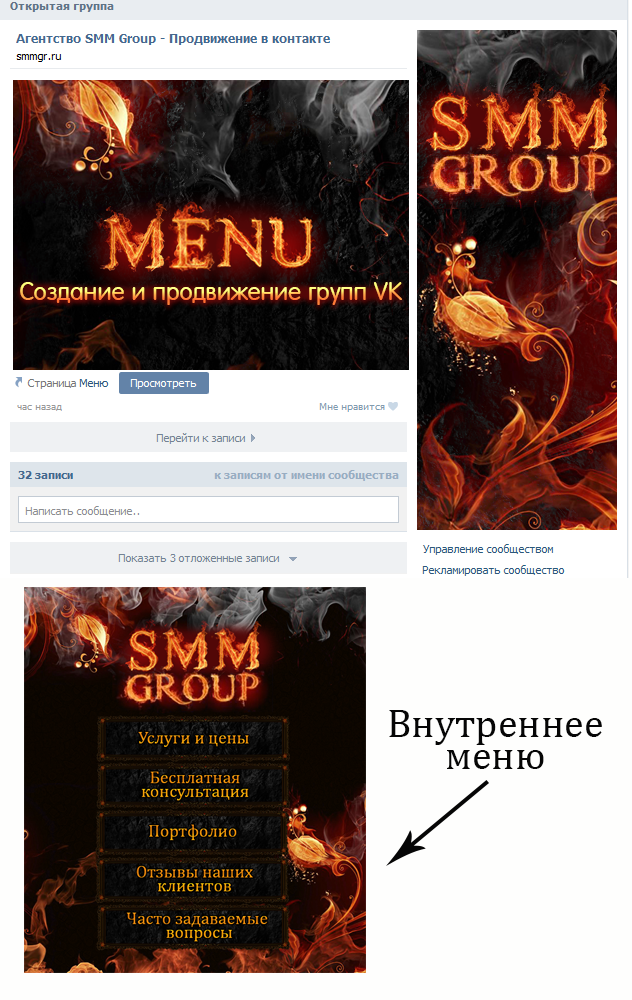 Открытая группа
Агентство SMM Group - Продвижение в контакте
smmgr.ru
MENU
Создание и продвижение групп VK
Страница Меню
Просмотреть
час назад
Мне нравится
Перейти к записи
32 записи
к записям от имени сообщества
Написать сообщение..
Показать 3 отложенные записи
SMM
GROUP
Управление сообществом
Рекламировать сообщество
SMM
GROUP
Услуги и цены
Бесплатная
консультация
Портфолио
Отзывы наших
клиентов
Часто задаваемые
вопросы
Внутреннее
меню